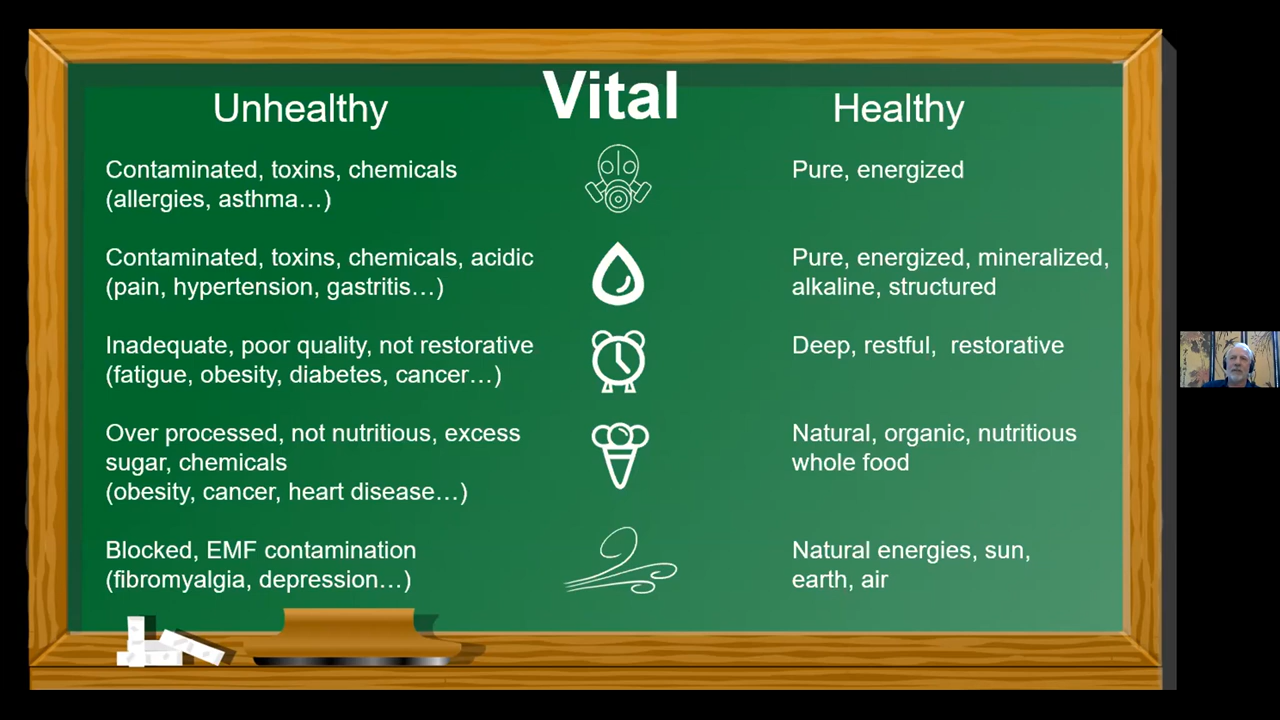 Vital
Unhealthy
Healthy
Contaminated, toxins, chemicals
(allergies, asthma…)
Pure, energized
Contaminated, toxins, chemicals, acidic
(pain, hypertension, gastritis…)
Pure, energized, mineralized,
alkaline, structured
Inadequate, poor quality, not restorative
(fatigue, obesity, diabetes, cancer…)
Deep, restful,  restorative
Over processed, not nutritious, excess
sugar, chemicals
(obesity, cancer, heart disease…)
Natural, organic, nutritious
whole food
Blocked, EMF contamination
(fibromyalgia, depression…)
Natural energies, sun,
earth, air